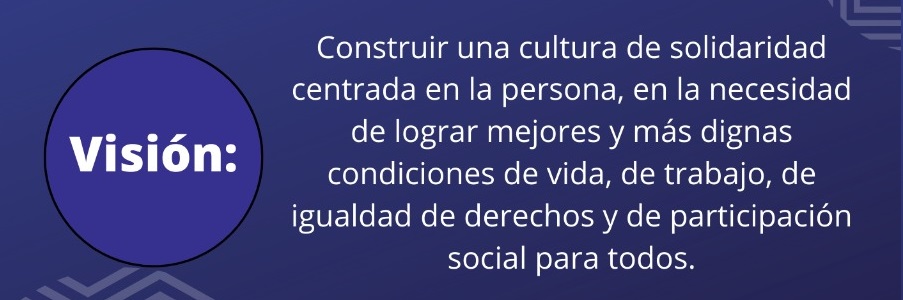 Visión:
Construir una cultura de solidaridad
centrada en la persona, en la necesidad
de lograr mejores y más dignas
condiciones de vida, de trabajo, de
igualdad de derechos y de participación
social para todos.